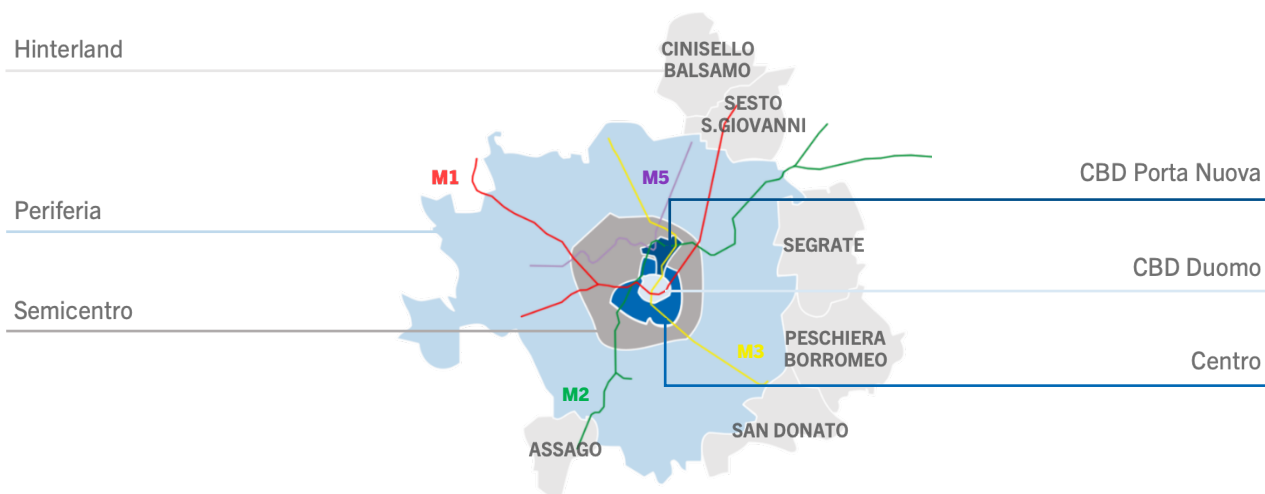 Hinterland
CINISELLO
BALSAMO
SESTO
S.GIOVANNI
M1
M5
CBD Porta Nuova
Periferia
SEGRATE
CBD Duomo
Semicentro
PESCHIERA
BORROMEO
M3
Centro
M2
SAN DONATO
ASSAGO